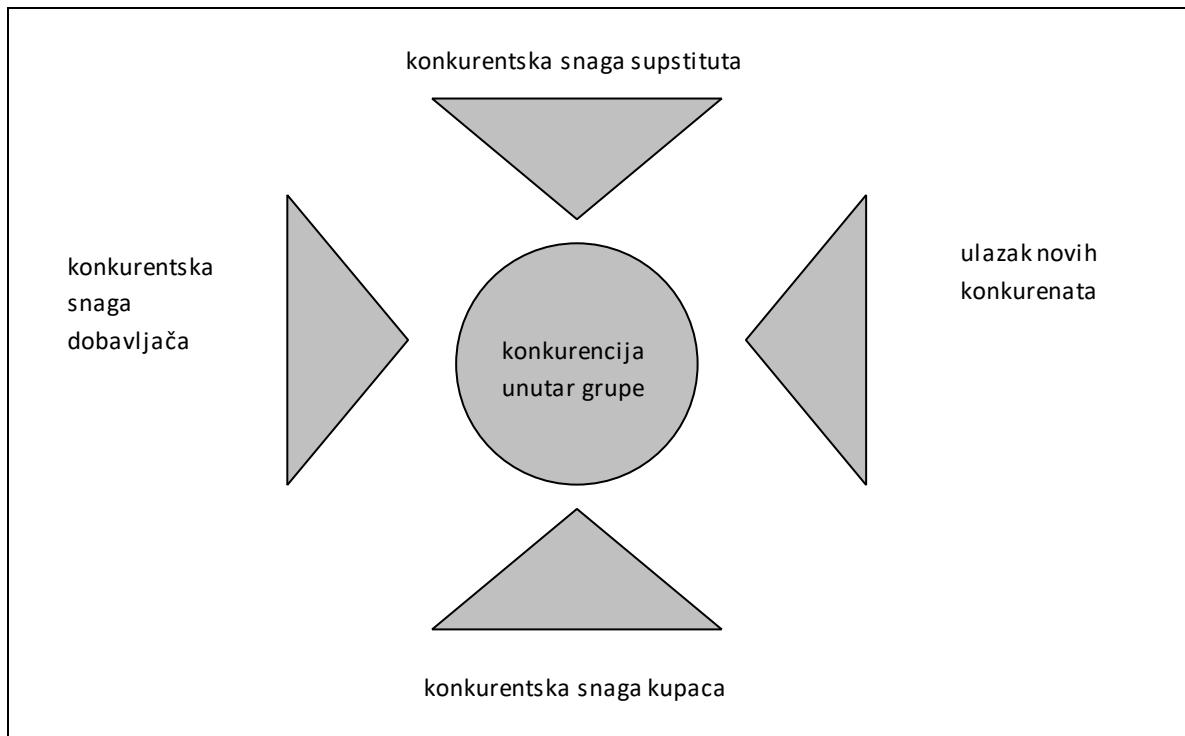 konkurentska snaga supstituta
konkurentska
snaga
dobavljača
ulazak novih
konkurenata
konkurencija
unutar grupe
konkurentska snaga kupaca